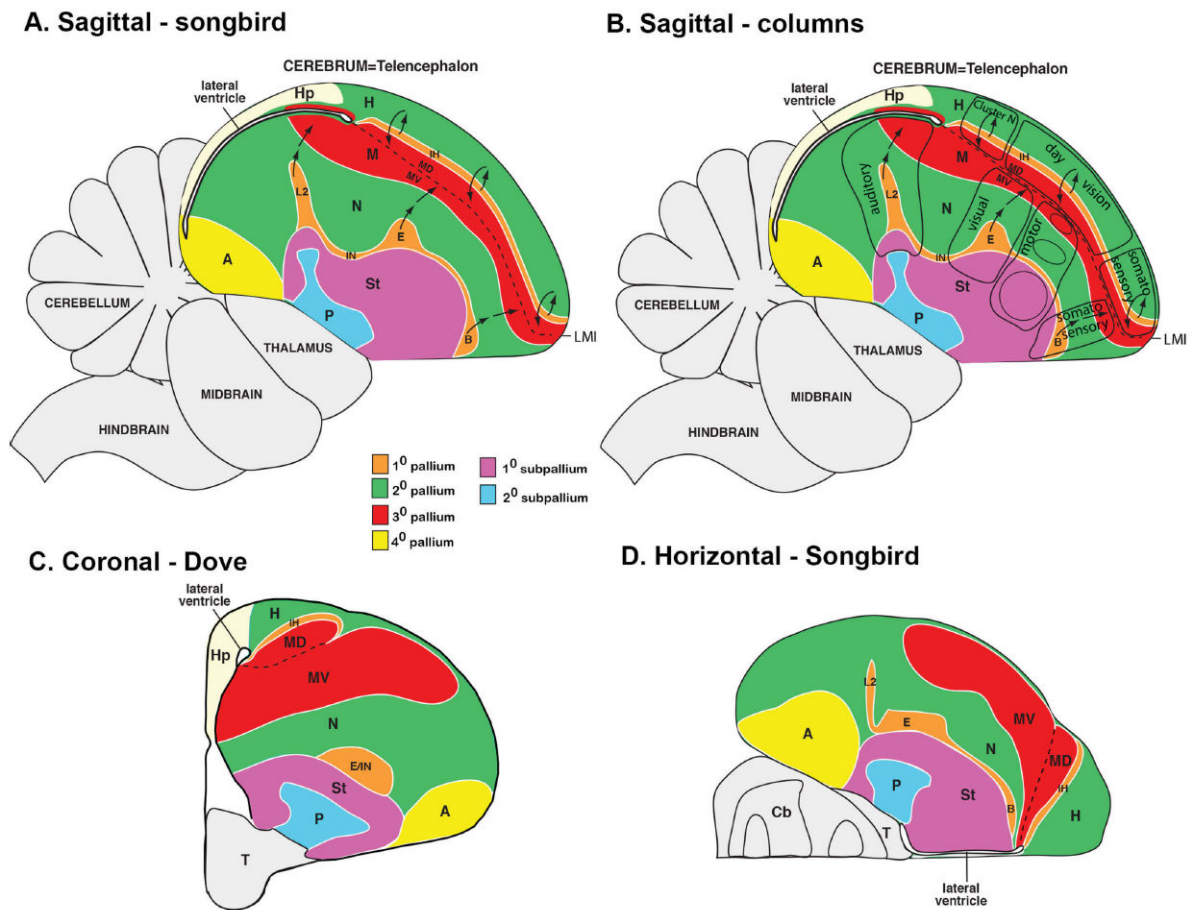 A. Sagittal - songbird
CEREBRUM=Telencephalon
lateral
ventricle
Hp
H
M
IH
MD
MV
L2
N
E
IN
A
St
P
B
LMI
CEREBELLUM
THALAMUS
MIDBRAIN
HINDBRAIN
B. Sagittal - columns
CEREBRUM=Telencephalon
lateral
ventricle
Hp
H
Cluster N
M
IH
MD
MV
day vision
auditory
L2
N
visual
E
motor
IN
A
St
P
somato
sensory
somato
sensory
B
LMI
CEREBELLUM
THALAMUS
MIDBRAIN
HINDBRAIN
1⁰ pallium
2⁰ pallium
3⁰ pallium
4⁰ pallium
1⁰ subpallium
2⁰ subpallium
C. Coronal - Dove
lateral
ventricle
H
IH
Hp
MD
MV
N
E/IN
St
P
A
T
D. Horizontal - Songbird
L2
MV
E
A
N
MD
IH
P
St
H
Cb
T
B
lateral
ventricle